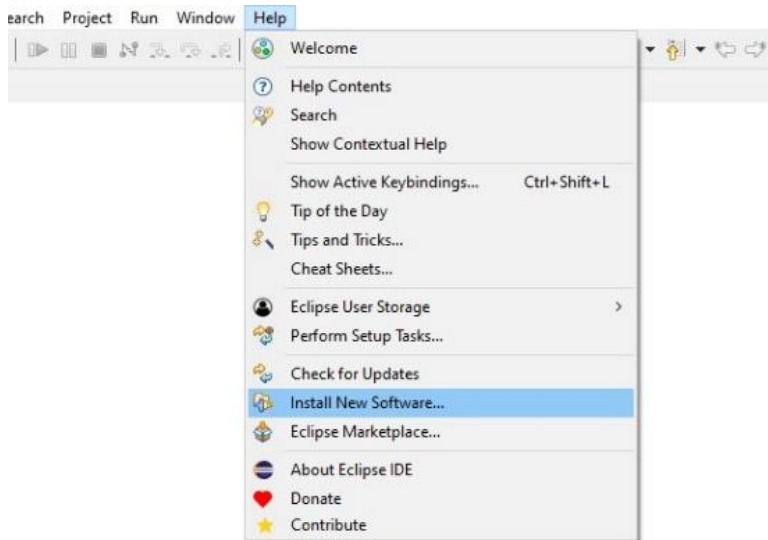 earch Project Run Window Help
Welcome
Help Contents
Search
Show Contextual Help
Show Active Keybindings... Ctrl+Shift+L
Tip of the Day
Tips and Tricks...
Cheat Sheets...
Eclipse User Storage
Perform Setup Tasks...
Check for Updates
Install New Software...
Eclipse Marketplace...
About Eclipse IDE
Donate
Contribute